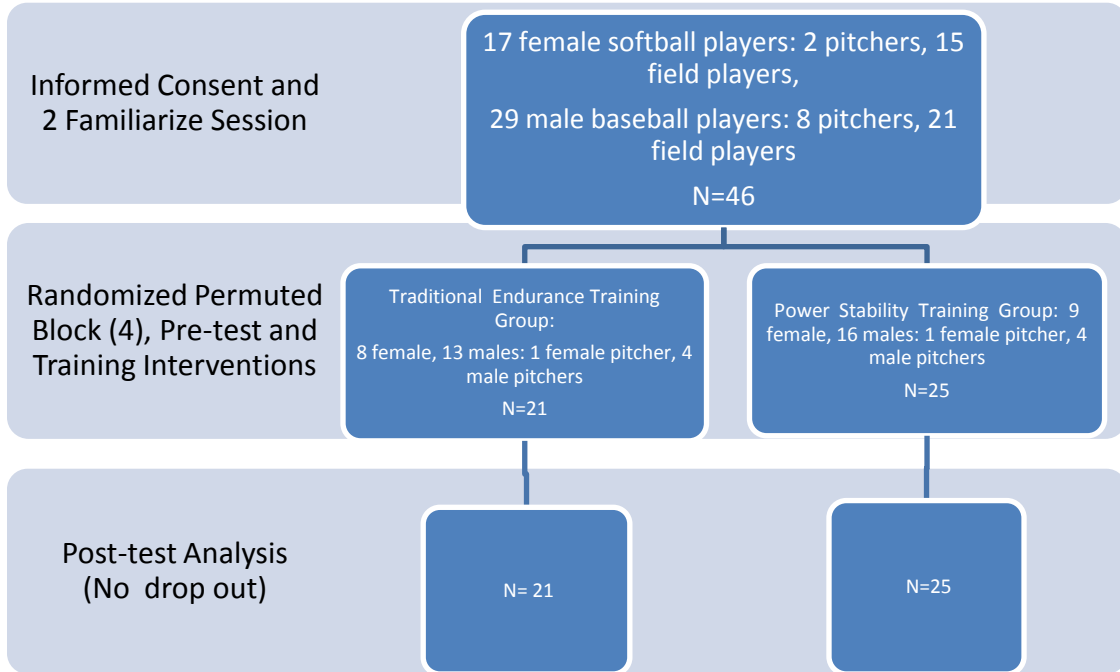 Informed Consent and
2 Familiarize Session
17 female softball players: 2 pitchers, 15
field players,
29 male baseball players: 8 pitchers, 21
field players
N=46
Randomized Permuted
Block (4), Pre-test and
Training Interventions
Traditional Endurance Training
Group:
8 female, 13 males: 1 female pitcher, 4
male pitchers
N=21
Power Stability Training Group: 9
female, 16 males: 1 female pitcher, 4
male pitchers
N=25
Post-test Analysis
(No drop out)
N= 21
N=25